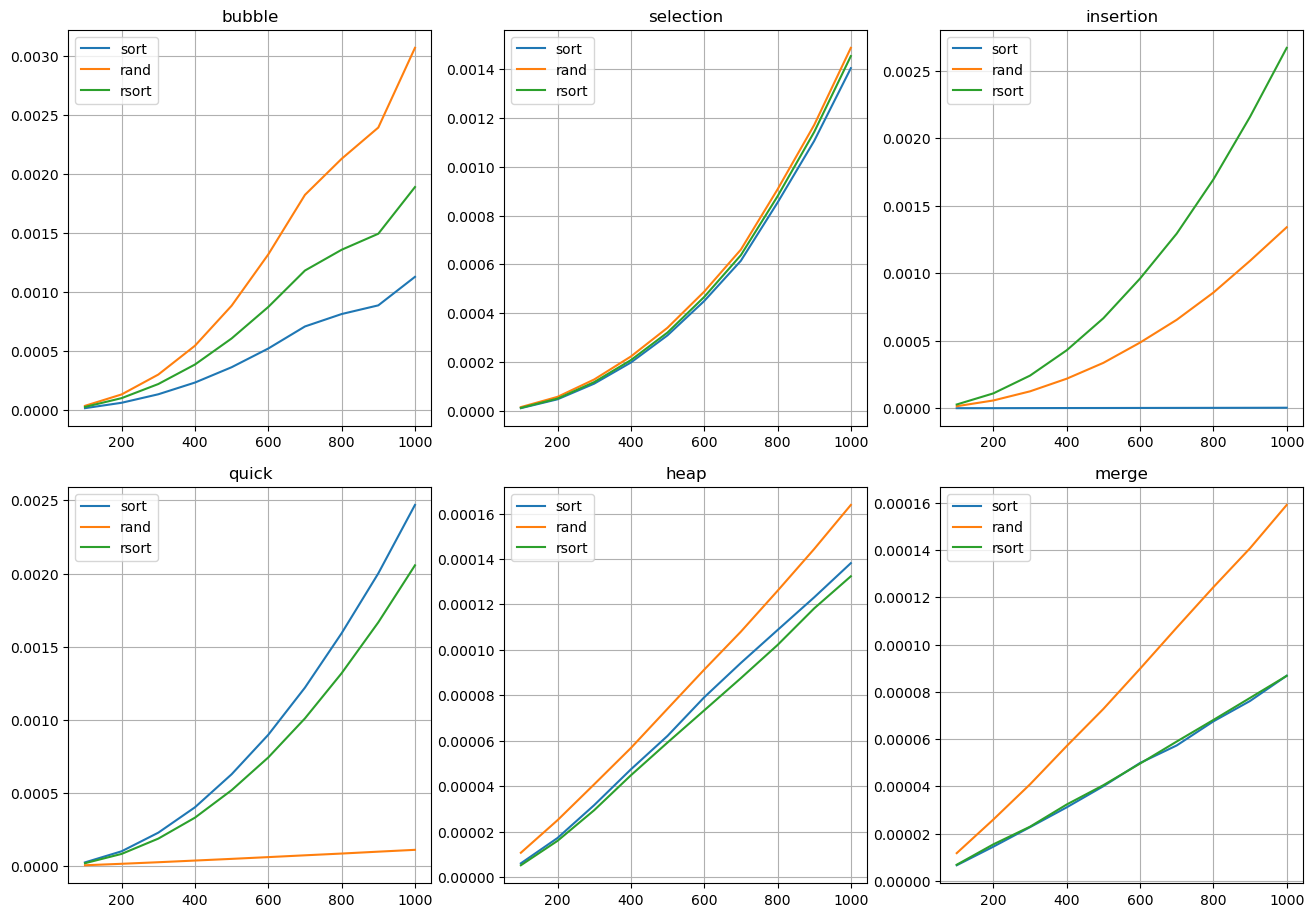 bubble
sort
rand
rsort
0.0030
0.0025
0.0020
0.0015
0.0010
0.0005
0.0000
200 400 600 800 1000
selection
sort
rand
rsort
0.0014
0.0012
0.0010
0.0008
0.0006
0.0004
0.0002
0.0000
200 400 600 800 1000
insertion
sort
rand
rsort
0.0025
0.0020
0.0015
0.0010
0.0005
0.0000
200 400 600 800 1000
quick
sort
rand
rsort
0.0025
0.0020
0.0015
0.0010
0.0005
0.0000
200 400 600 800 1000
heap
sort
rand
rsort
0.00016
0.00014
0.00012
0.00010
0.00008
0.00006
0.00004
0.00002
0.00000
200 400 600 800 1000
merge
sort
rand
rsort
0.00016
0.00014
0.00012
0.00010
0.00008
0.00006
0.00004
0.00002
0.00000
200 400 600 800 1000